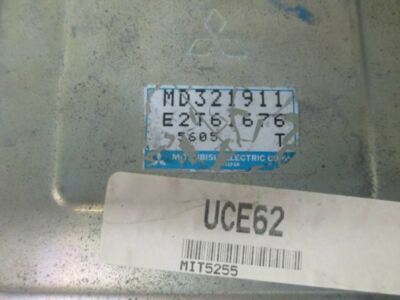 MD321911
E2T61676
5605 T
MITSUBISHI ELECTRIC CORP.
JAPAN
UCE62
MIT5255